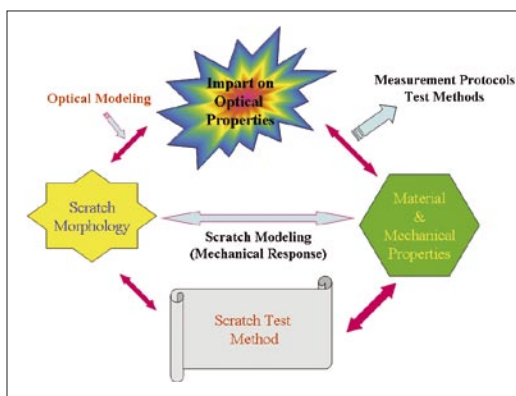 Impart on
Optical
Properties
Optical Modeling
Measurement Protocols
Test Methods
Scratch
Morphology
Material
&
Mechanical
Properties
Scratch Modeling
(Mechanical Response)
Scratch Test
Method